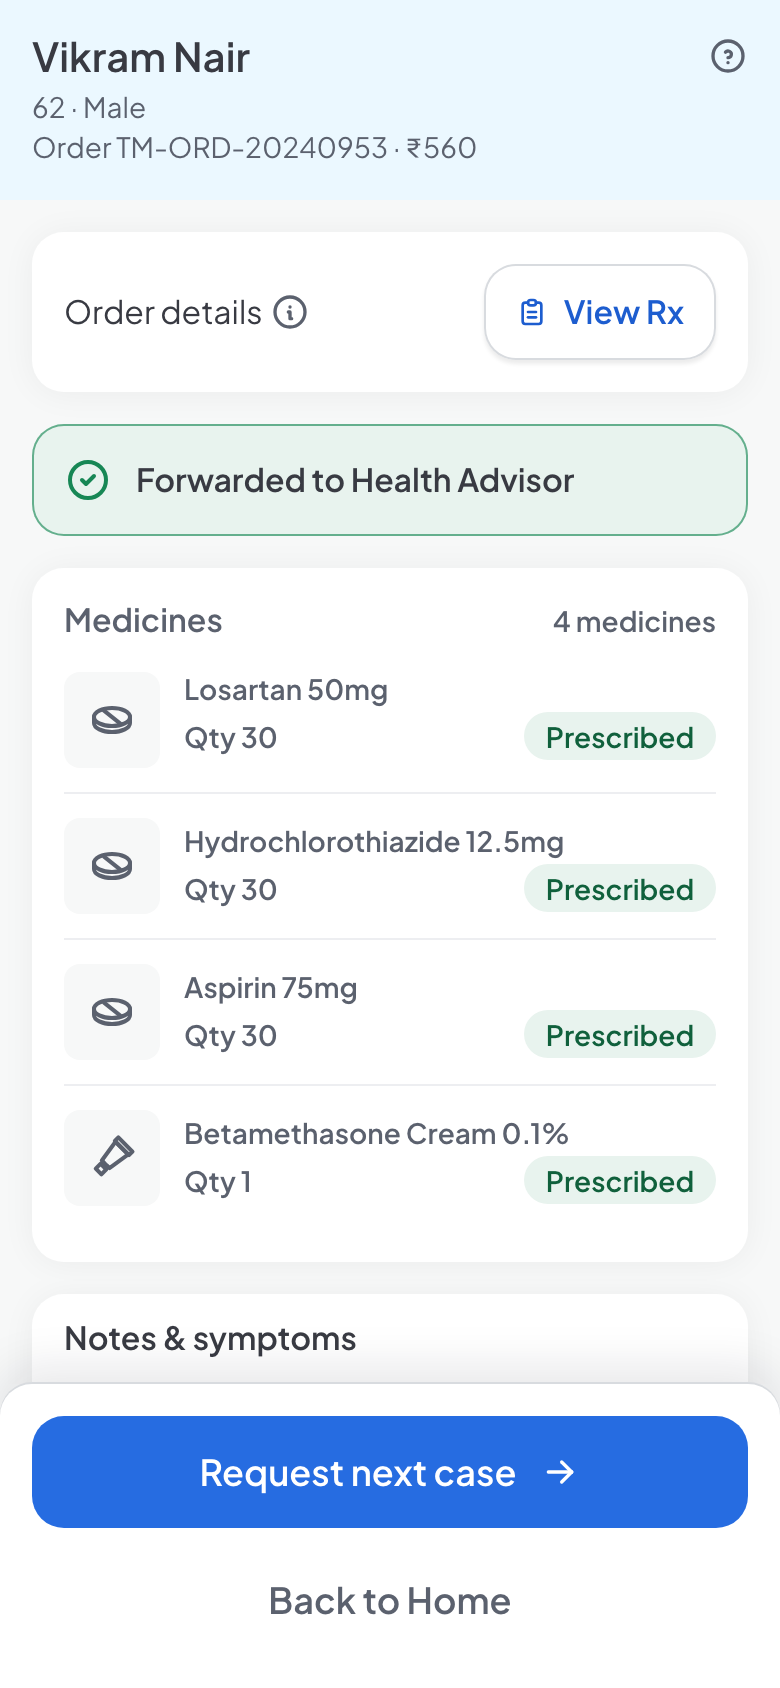 Vikram Nair
62 · Male
Order TM-ORD-20240953 · ₹560
Order details
View Rx
Forwarded to Health Advisor
Medicines
4 medicines
Losartan 50mg
Qty 30
Prescribed
Hydrochlorothiazide 12.5mg
Qty 30
Prescribed
Aspirin 75mg
Qty 30
Prescribed
Betamethasone Cream 0.1%
Qty 1
Prescribed
Notes & symptoms
Request next case →
Back to Home